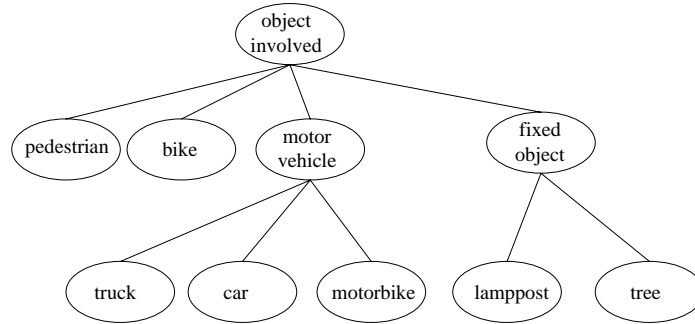 object
involved
pedestrian
bike
motor
vehicle
fixed
object
truck
car
motorbike
lamppost
tree